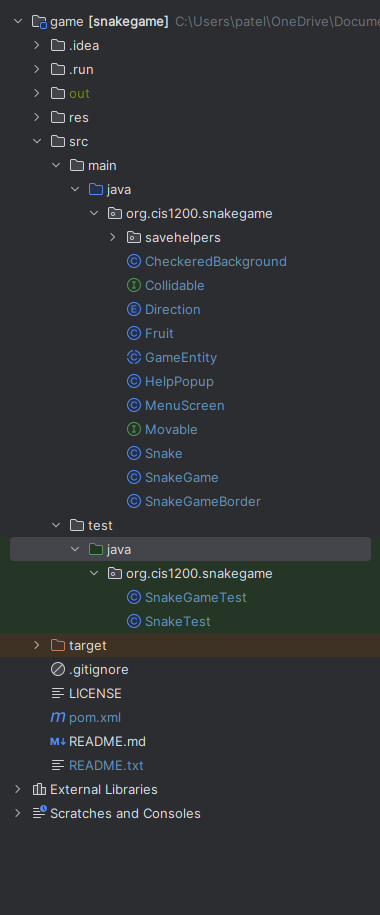 game [snakegame] C:\Users\patel\OneDrive\Docume
.idea
.run
out
res
src
main
java
org.cis1200.snakegame
savehelpers
CheckeredBackground
Collidable
Direction
Fruit
GameEntity
HelpPopup
MenuScreen
Movable
Snake
SnakeGame
SnakeGameBorder
test
java
org.cis1200.snakegame
SnakeGameTest
SnakeTest
target
.gitignore
LICENSE
pom.xml
README.md
README.txt
External Libraries
Scratches and Consoles